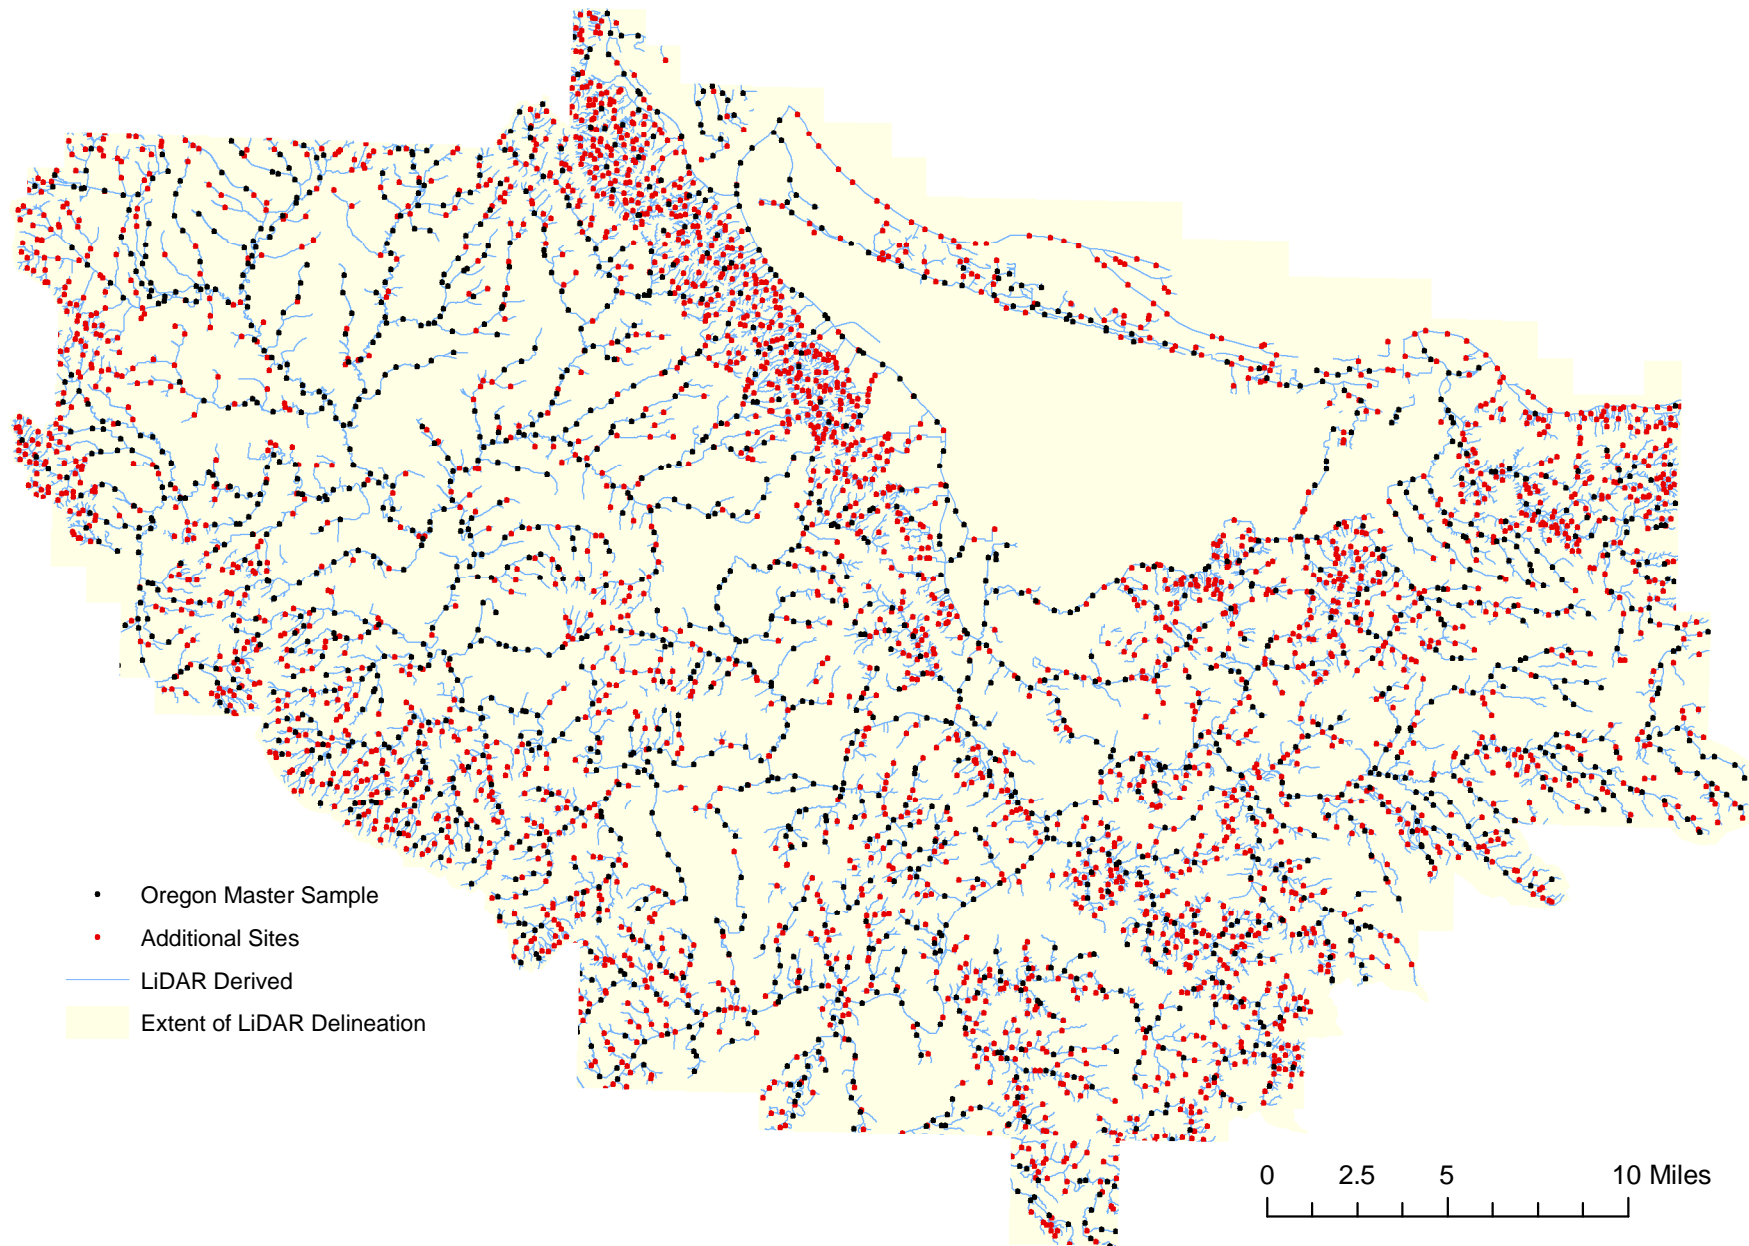 Oregon Master Sample
Additional Sites
LiDAR Derived
Extent of LiDAR Delineation
0 2.5 5 10 Miles